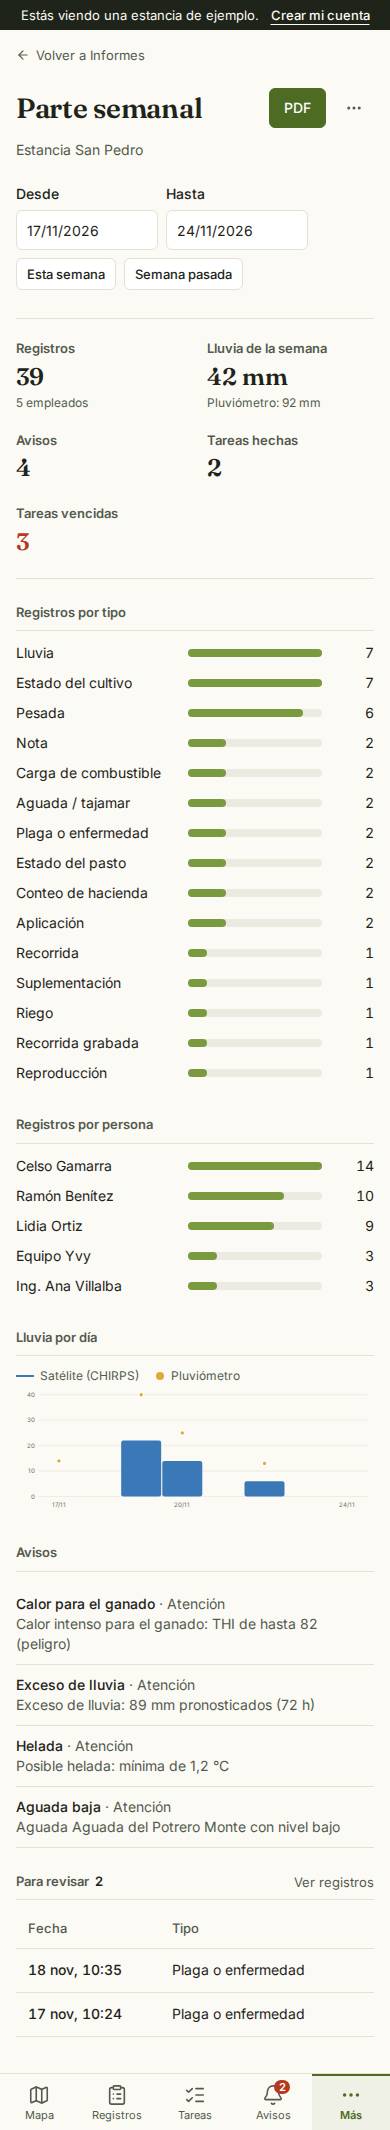 Estás viendo una estancia de ejemplo. Crear mi cuenta
← Volver a Informes
Parte semanal PDF ···
Estancia San Pedro
Desde Hasta
17/11/2026 24/11/2026
Esta semana Semana pasada
Registros Lluvia de la semana
39 42 mm
5 empleados Pluviómetro: 92 mm
Avisos Tareas hechas
4 2
Tareas vencidas
3
Registros por tipo
Lluvia 7
Estado del cultivo 7
Pesada 6
Nota 2
Carga de combustible 2
Aguada / tajamar 2
Plaga o enfermedad 2
Estado del pasto 2
Conteo de hacienda 2
Aplicación 2
Recorrida 1
Suplementación 1
Riego 1
Recorrida grabada 1
Reproducción 1
Registros por persona
Celso Gamarra 14
Ramón Benítez 10
Lidia Ortiz 9
Equipo Yvy 3
Ing. Ana Villalba 3
Lluvia por día
Satélite (CHIRPS) Pluviómetro
40
30
20
10
0
17/11 20/11 24/11
Avisos
Calor para el ganado · Atención
Calor intenso para el ganado: THI de hasta 82
(peligro)
Exceso de lluvia · Atención
Exceso de lluvia: 89 mm pronosticados (72 h)
Helada · Atención
Posible helada: mínima de 1,2 °C
Aguada baja · Atención
Aguada Aguada del Potrero Monte con nivel bajo
Para revisar 2 Ver registros
Fecha Tipo
18 nov, 10:35 Plaga o enfermedad
17 nov, 10:24 Plaga o enfermedad
2
Mapa Registros Tareas Avisos Más